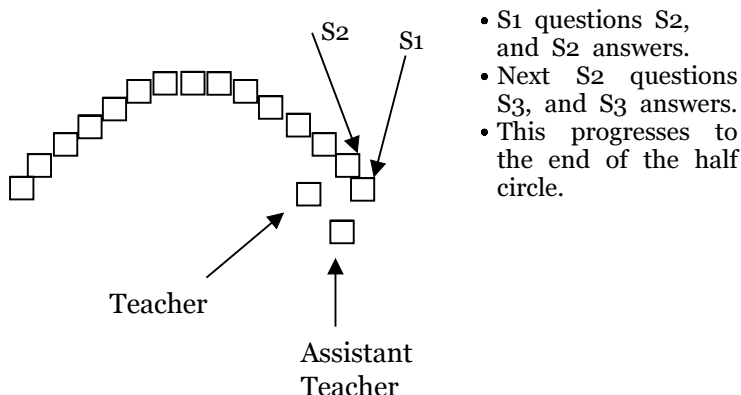 S2
S1
Teacher
Assistant
Teacher
• S1 questions S2,
and S2 answers.
• Next S2 questions
S3, and S3 answers.
• This progresses to
the end of the half
circle.